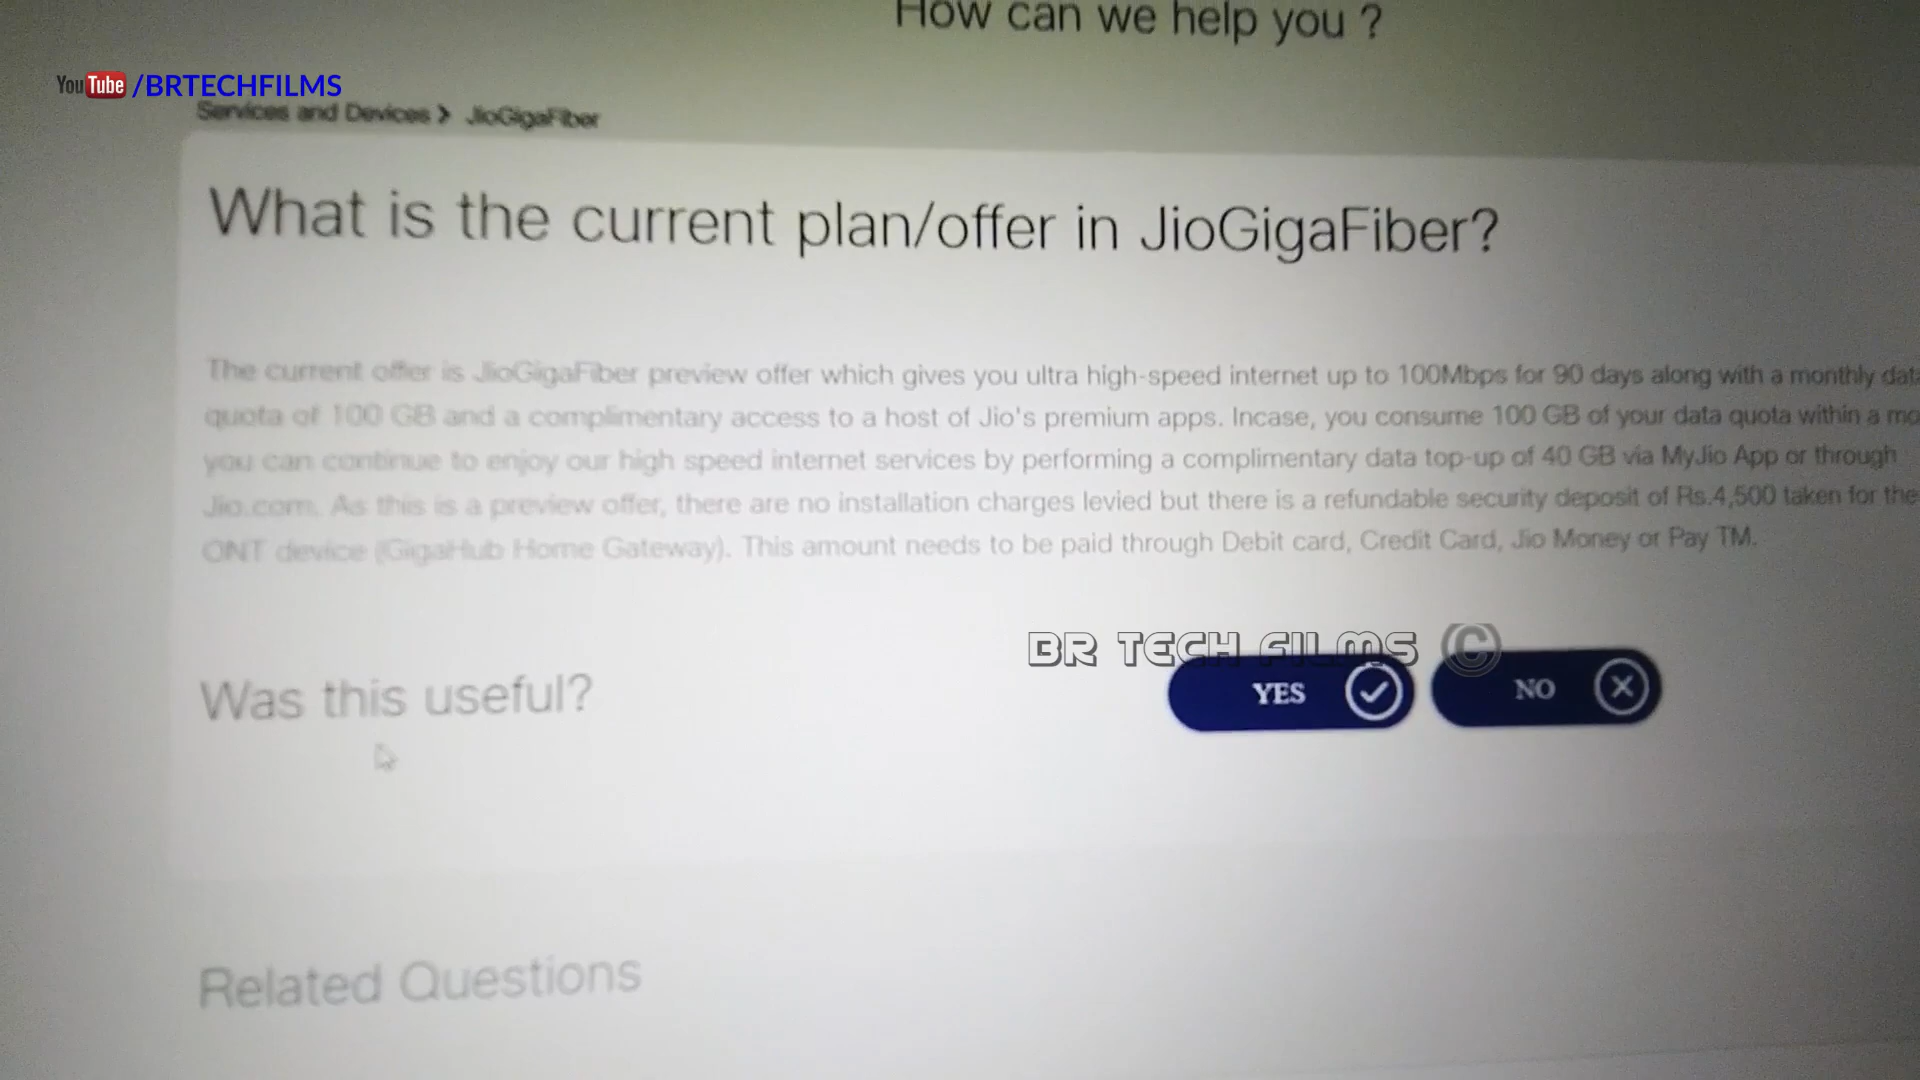 How can we help you ?
YouTube /BRTECHFILMS
Services and Devices > JioGigaFiber
What is the current plan/offer in JioGigaFiber?
The current offer is JioGigaFiber preview offer which gives you ultra high-speed internet up to 100Mbps for 90 days along with a monthly data
quota of 100 GB and a complimentary access to a host of Jio's premium apps. Incase, you consume 100 GB of your data quota within a mo
you can continue to enjoy our high speed internet services by performing a complimentary data top-up of 40 GB via MyJio App or through
Jio.com. As this is a preview offer, there are no installation charges levied but there is a refundable security deposit of Rs.4,500 taken for the
ONT device (GigaHub Home Gateway). This amount needs to be paid through Debit card, Credit Card, Jio Money or Pay TM.
BR TECH FILMS ©
Was this useful?
YES
NO
Related Questions